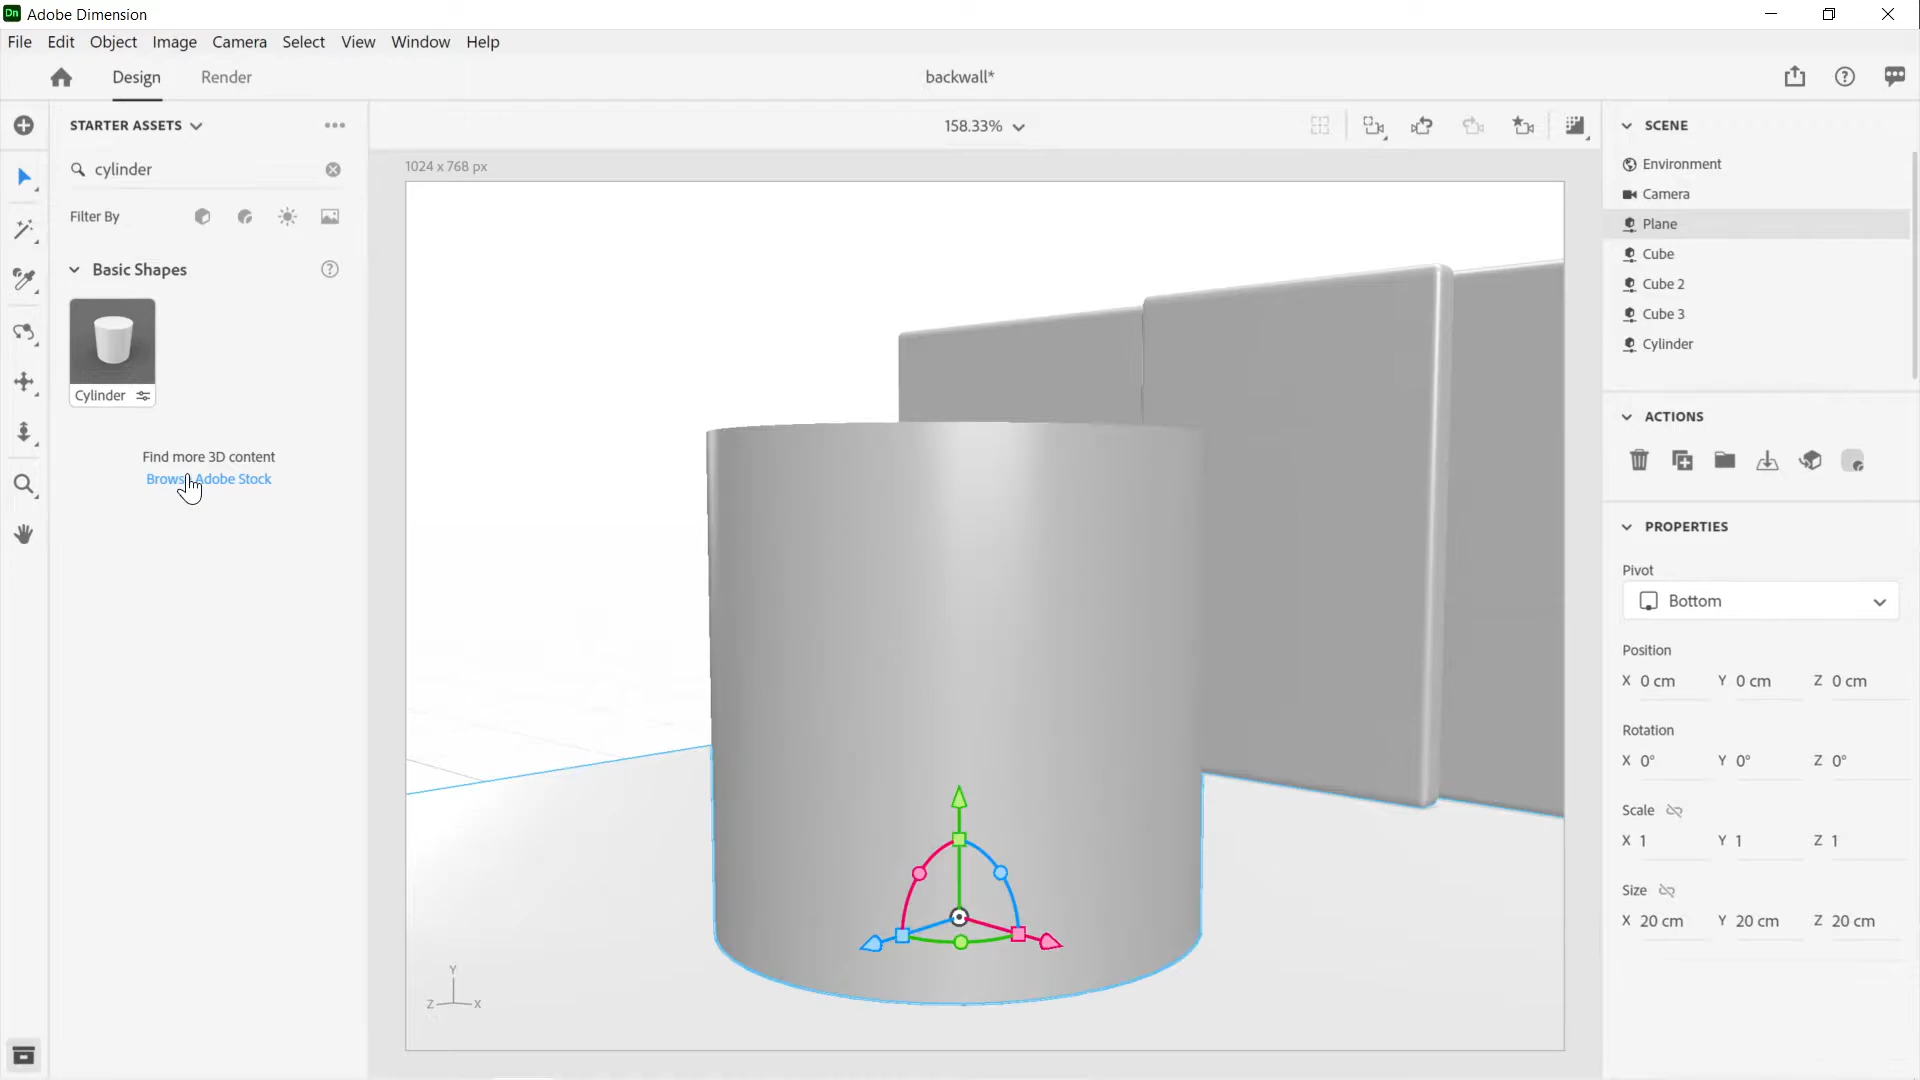 Dn Adobe Dimension
File Edit Object Image Camera Select View Window Help
Design Render backwall*
STARTER ASSETS
158.33%
SCENE
1024 x 768 px
cylinder
Environment
Camera
Filter By
Plane
Cube
Basic Shapes
Cube 2
Cube 3
Cylinder
Cylinder
ACTIONS
Find more 3D content
Browse Adobe Stock
PROPERTIES
Pivot
Bottom
Position
X 0 cm Y 0 cm Z 0 cm
Rotation
X 0° Y 0° Z 0°
Scale
X 1 Y 1 Z 1
Size
X 20 cm Y 20 cm Z 20 cm
Y
Z X